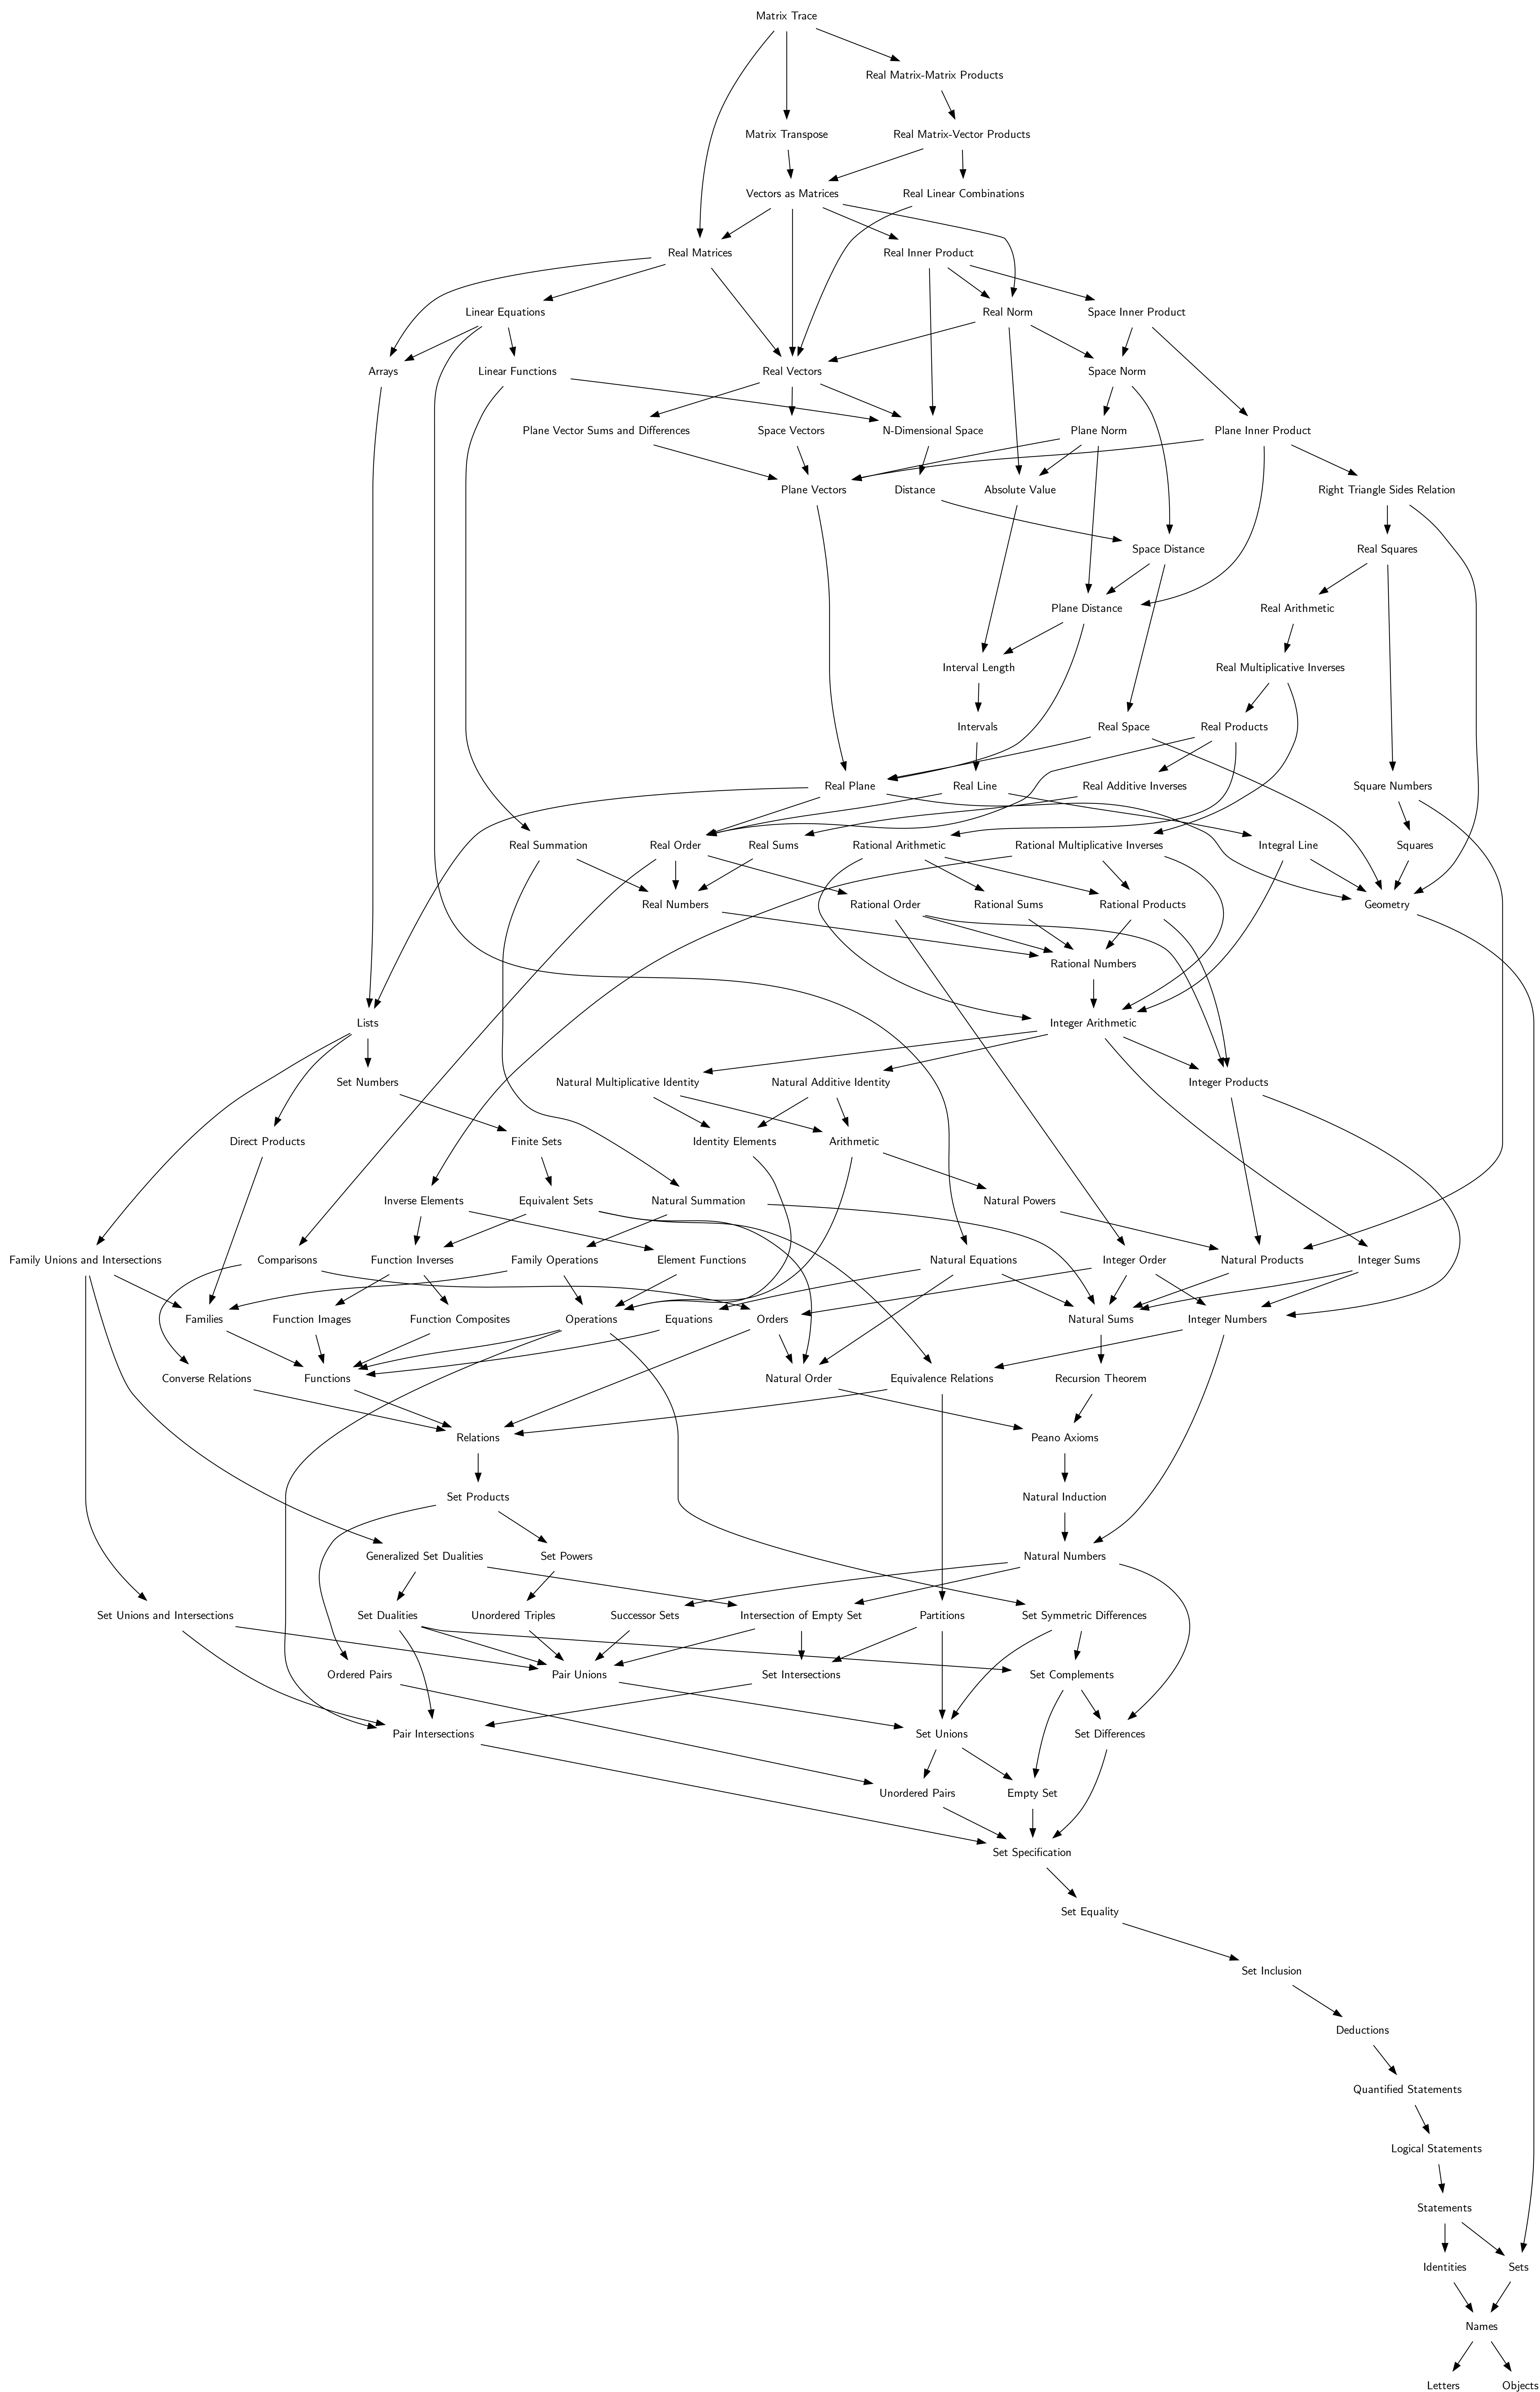 Matrix Trace
Real Matrix-Matrix Products
Matrix Transpose
Real Matrix-Vector Products
Vectors as Matrices
Real Linear Combinations
Real Matrices
Real Inner Product
Linear Equations
Real Norm
Space Inner Product
Arrays
Linear Functions
Real Vectors
Space Norm
Plane Vector Sums and Differences
Space Vectors
N-Dimensional Space
Plane Norm
Plane Inner Product
Plane Vectors
Distance
Absolute Value
Right Triangle Sides Relation
Space Distance
Real Squares
Plane Distance
Real Arithmetic
Interval Length
Real Multiplicative Inverses
Intervals
Real Space
Real Products
Real Plane
Real Line
Real Additive Inverses
Square Numbers
Real Summation
Real Order
Real Sums
Rational Arithmetic
Rational Multiplicative Inverses
Integral Line
Squares
Real Numbers
Rational Order
Rational Sums
Rational Products
Geometry
Rational Numbers
Lists
Integer Arithmetic
Set Numbers
Natural Multiplicative Identity
Natural Additive Identity
Integer Products
Direct Products
Finite Sets
Identity Elements
Arithmetic
Inverse Elements
Equivalent Sets
Natural Summation
Natural Powers
Family Unions and Intersections
Comparisons
Function Inverses
Family Operations
Element Functions
Natural Equations
Integer Order
Natural Products
Integer Sums
Families
Function Images
Function Composites
Operations
Equations
Orders
Natural Sums
Integer Numbers
Converse Relations
Functions
Natural Order
Equivalence Relations
Recursion Theorem
Relations
Peano Axioms
Set Products
Natural Induction
Generalized Set Dualities
Set Powers
Natural Numbers
Set Unions and Intersections
Set Dualities
Unordered Triples
Successor Sets
Intersection of Empty Set
Partitions
Set Symmetric Differences
Ordered Pairs
Pair Unions
Set Intersections
Set Complements
Pair Intersections
Set Unions
Set Differences
Unordered Pairs
Empty Set
Set Specification
Set Equality
Set Inclusion
Deductions
Quantified Statements
Logical Statements
Statements
Identities
Sets
Names
Letters
Objects